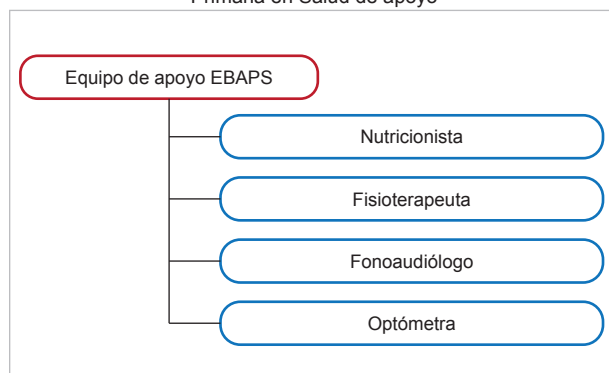 Primaria en Salud de apoyo
Equipo de apoyo EBAPS
Nutricionista
Fisioterapeuta
Fonoaudiólogo
Optómetra